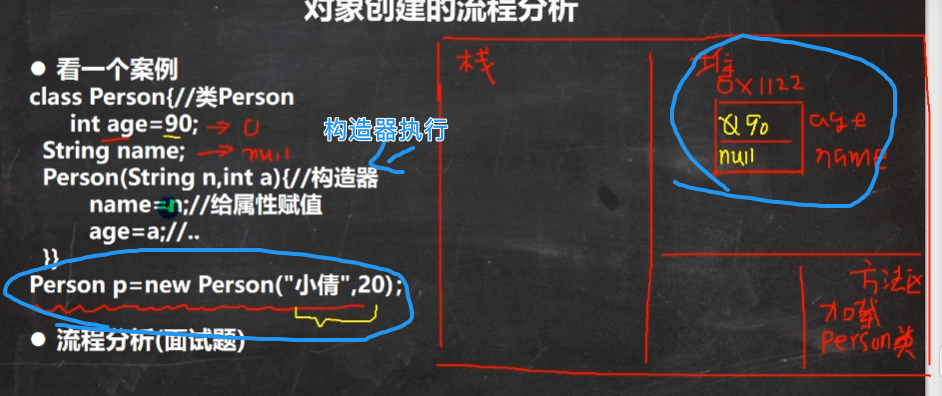 对象创建的流程分析
● 看一个案例
class Person{//类Person
int age=90; → 0
String name; → null
Person(String n,int a){//构造器
构造器执行
name=n;//给属性赋值
age=a;//..
}}
Person p=new Person("小倩",20);
● 流程分析(面试题)
栈
堆
0x1122
0 90 age
null name
方法区
加载
Person类